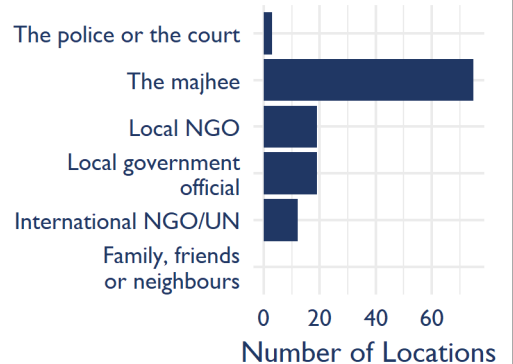 The police or the court
The majhee
Local NGO
Local government
official
International NGO/UN
Family, friends
or neighbours
0 20 40 60
Number of Locations